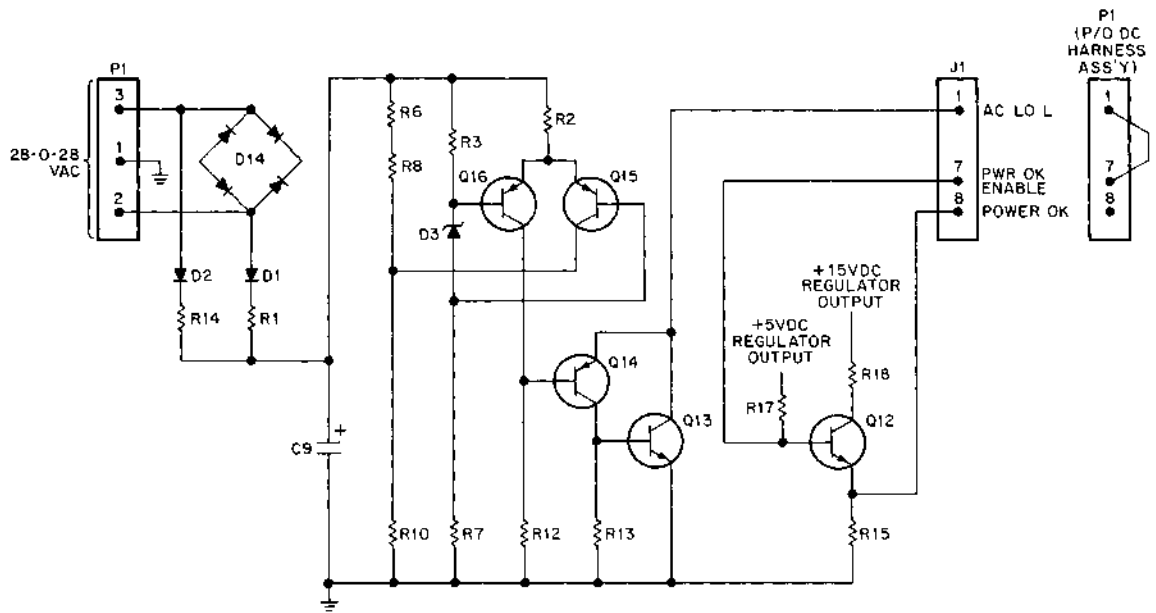 P1
(P/O DC
HARNESS
ASS'Y)
P1
J1
3
1
AC LO L
1
R6
R3
R2
28-0-28
VAC
1
D14
R8
Q16
Q15
7
PWR OK
ENABLE
7
2
8
POWER OK
8
D3
D2
D1
+15VDC
REGULATOR
OUTPUT
R14
R1
+5VDC
REGULATOR
OUTPUT
Q14
R18
R17
Q13
Q12
+
C9
R10
R7
R12
R13
R15